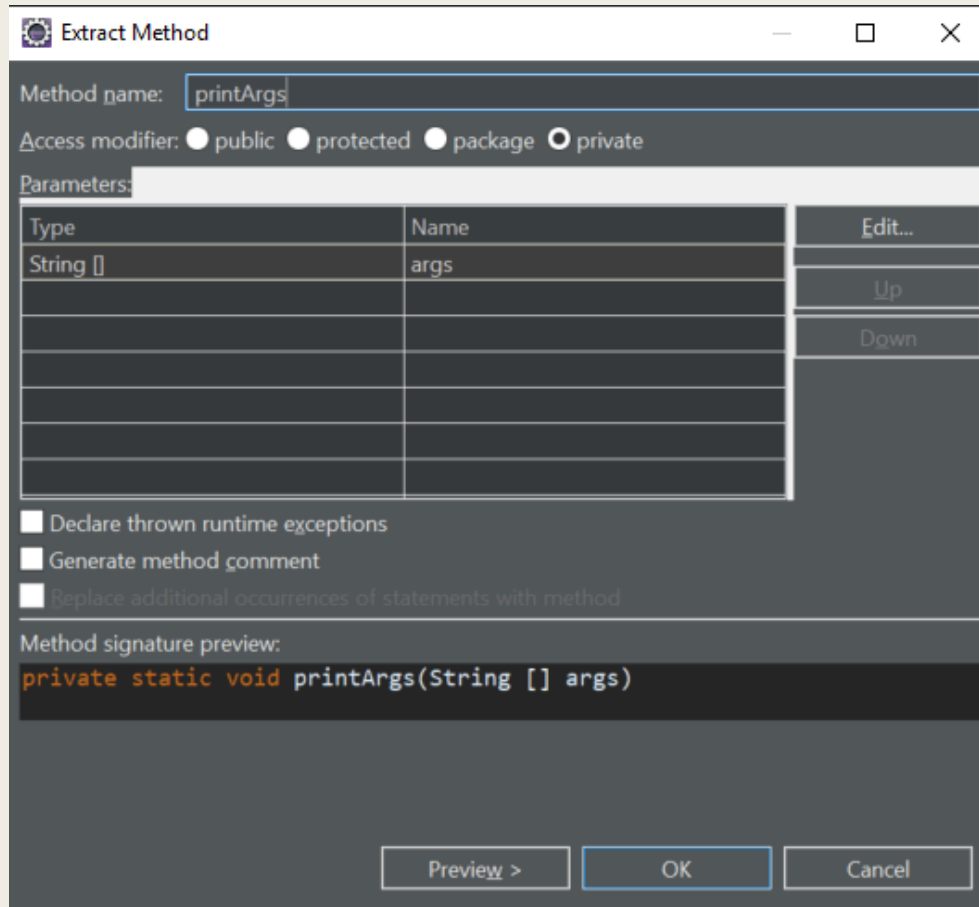 Extract Method
Method name: printArgs
Access modifier: public protected package private
Parameters:
Type Name
Edit...
String [] args
Up
Down
Declare thrown runtime exceptions
Generate method comment
Replace additional occurrences of statements with method
Method signature preview:
private static void printArgs(String [] args)
Preview > OK Cancel